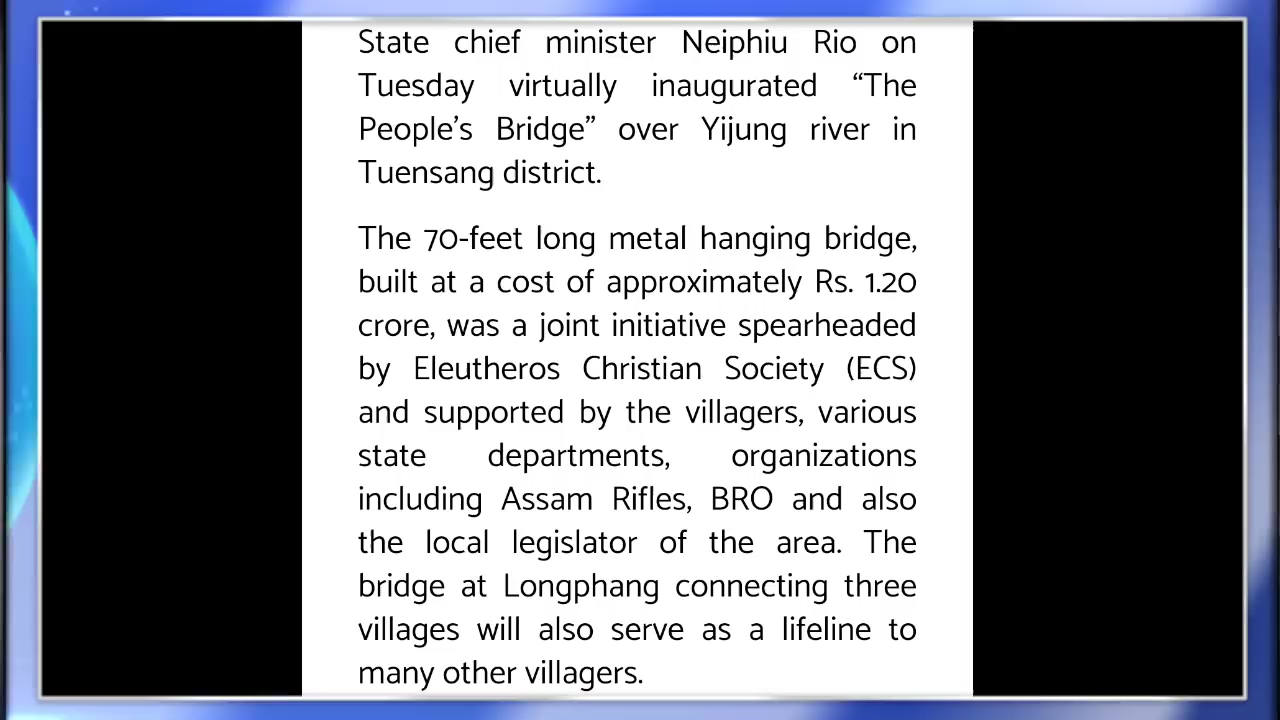 State chief minister Neiphiu Rio on
Tuesday virtually inaugurated “The
People’s Bridge” over Yijung river in
Tuensang district.
The 70-feet long metal hanging bridge,
built at a cost of approximately Rs. 1.20
crore, was a joint initiative spearheaded
by Eleutheros Christian Society (ECS)
and supported by the villagers, various
state departments, organizations
including Assam Rifles, BRO and also
the local legislator of the area. The
bridge at Longphang connecting three
villages will also serve as a lifeline to
many other villagers.